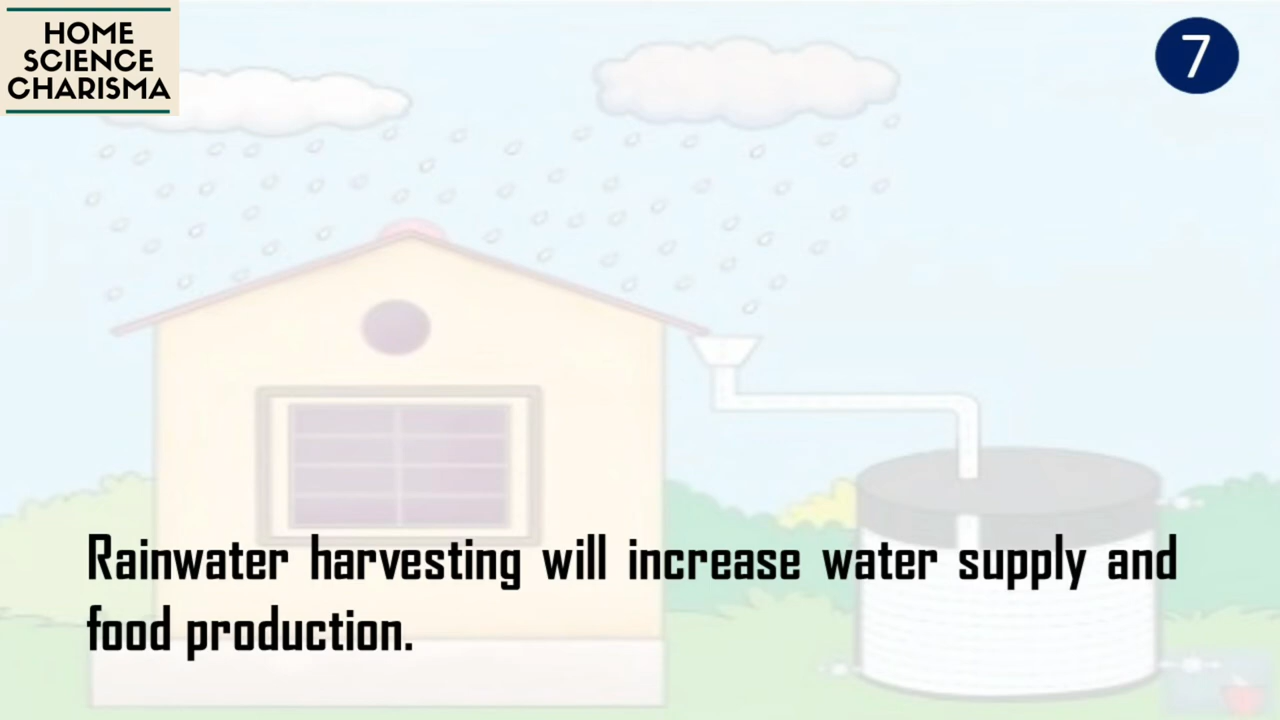 HOME
SCIENCE
CHARISMA
7
Rainwater harvesting will increase water supply and
food production.